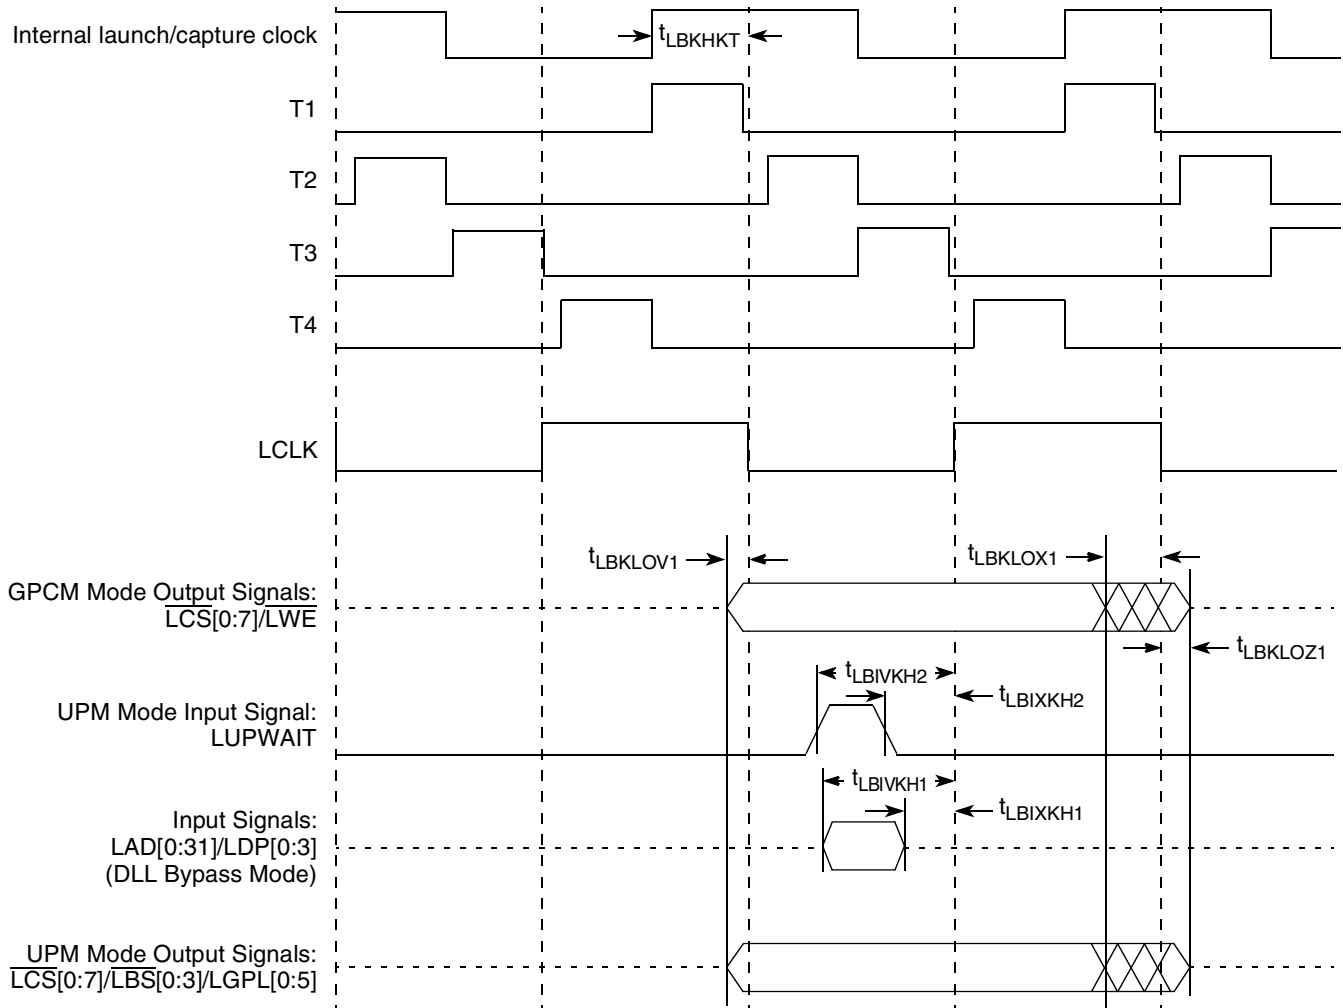 Internal launch/capture clock
tLBKHKT
T1
T2
T3
T4
LCLK
tLBKLOV1
tLBKLOX1
GPCM Mode Output Signals:
LCS[0:7]/LWE
tLBKLOZ1
tLBIVKH2
tLBIXKH2
UPM Mode Input Signal:
LUPWAIT
tLBIVKH1
tLBIXKH1
Input Signals:
LAD[0:31]/LDP[0:3]
(DLL Bypass Mode)
UPM Mode Output Signals:
LCS[0:7]/LBS[0:3]/LGPL[0:5]